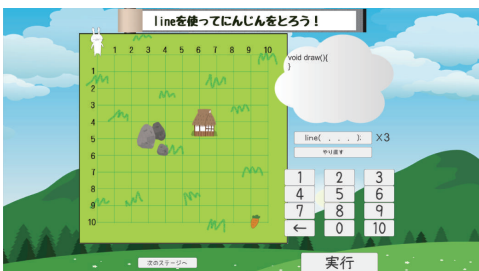 lineを使ってにんじんをとろう！
1 2 3 4 5 6 7 8 9 10
1
2
3
4
5
6
7
8
9
10
void draw(){
}
line( , , , ); ×3
やり直す
1 2 3
4 5 6
7 8 9
← 0 10
次のステージへ
実行